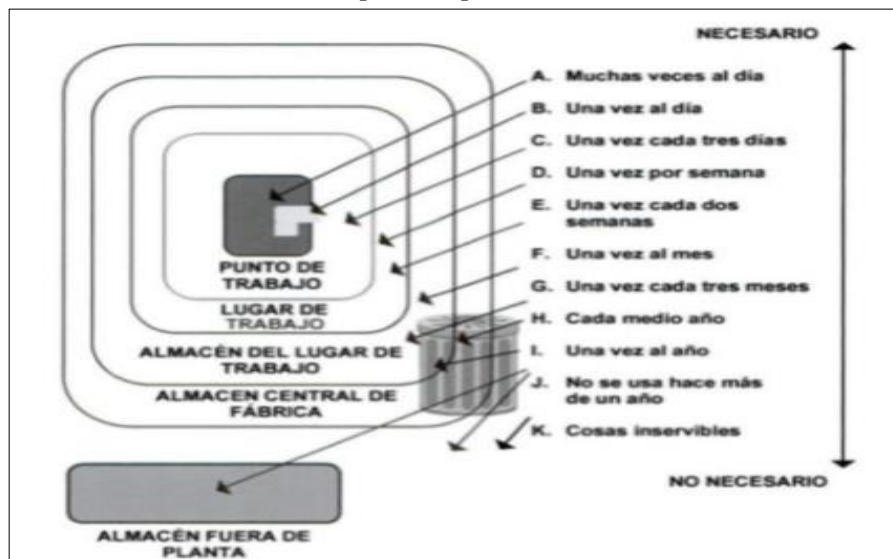 NECESARIO
A. Muchas veces al día
B. Una vez al día
C. Una vez cada tres días
D. Una vez por semana
E. Una vez cada dos
semanas
F. Una vez al mes
G. Una vez cada tres meses
H. Cada medio año
I. Una vez al año
J. No se usa hace más
de un año
K. Cosas inservibles
NO NECESARIO
PUNTO DE
TRABAJO
LUGAR DE
TRABAJO
ALMACÉN DEL LUGAR DE
TRABAJO
ALMACEN CENTRAL DE
FÁBRICA
ALMACÉN FUERA DE
PLANTA